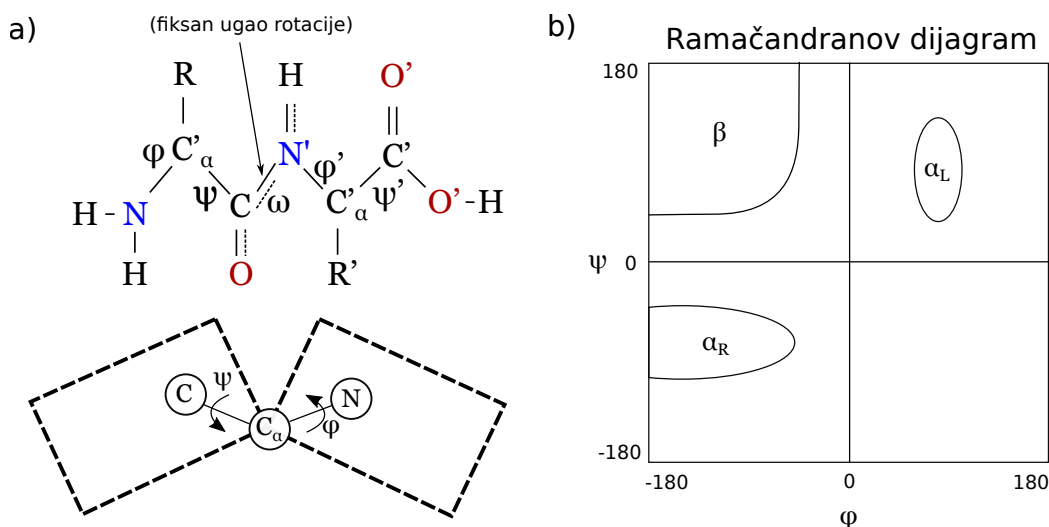 a)
(fiksan ugao rotacije)
R H O'
φ C'α N' φ' C'
ψ C ω C'α ψ' O'-H
H-N
H O R'
C ψ Cα φ N
b)
Ramačandranov dijagram
180
β
αL
ψ 0
αR
-180
-180 0 180
φ